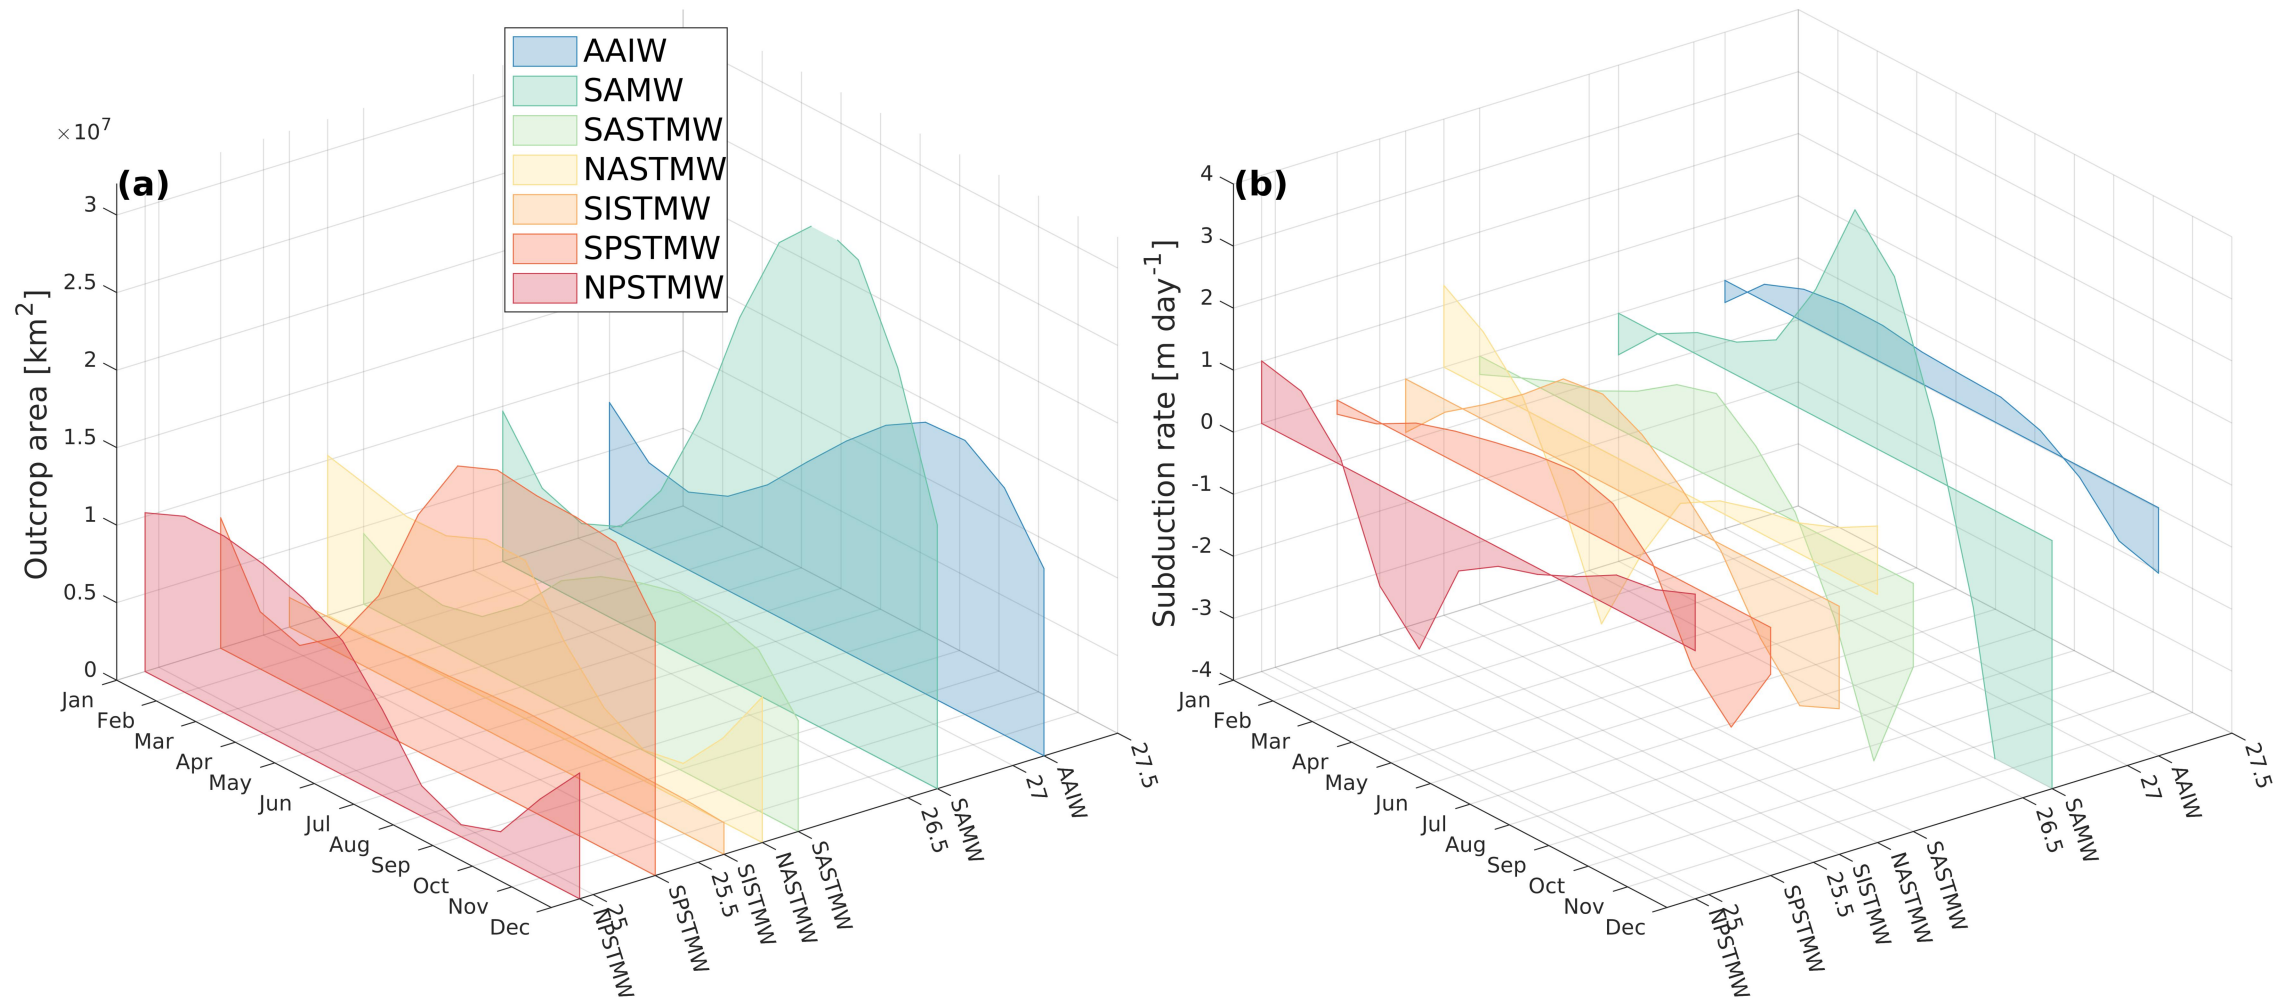 (a)
×10⁷
Outcrop area [km²]
3
2.5
2
1.5
1
0.5
0
Jan
Feb
Mar
Apr
May
Jun
Jul
Aug
Sep
Oct
Nov
Dec
25
NPSTMW
SPSTMW
25.5
SISTMW
NASTMW
SASTMW
26.5
SAMW
27
AAIW
27.5
AAIW
SAMW
SASTMW
NASTMW
SISTMW
SPSTMW
NPSTMW
(b)
Subduction rate [m day⁻¹]
4
3
2
1
0
-1
-2
-3
-4
Jan
Feb
Mar
Apr
May
Jun
Jul
Aug
Sep
Oct
Nov
Dec
25
NPSTMW
SPSTMW
25.5
SISTMW
NASTMW
SASTMW
26.5
SAMW
27
AAIW
27.5